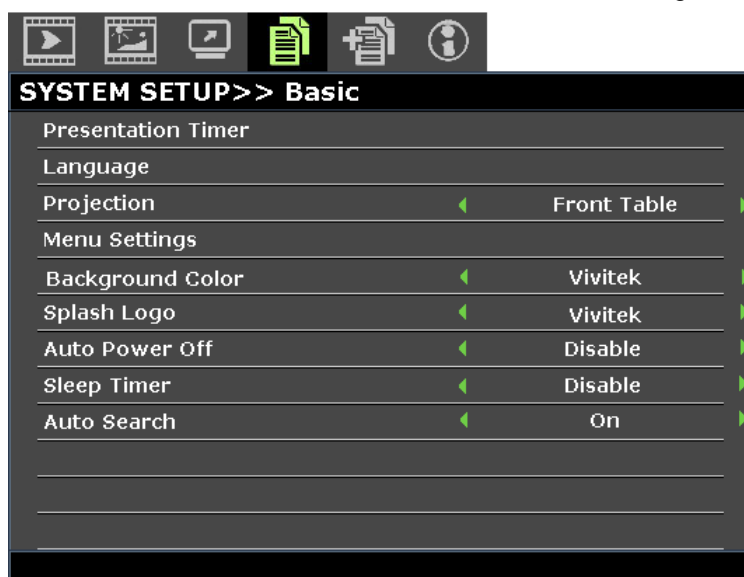 SYSTEM SETUP>> Basic
Presentation Timer
Language
Projection Front Table
Menu Settings
Background Color Vivitek
Splash Logo Vivitek
Auto Power Off Disable
Sleep Timer Disable
Auto Search On